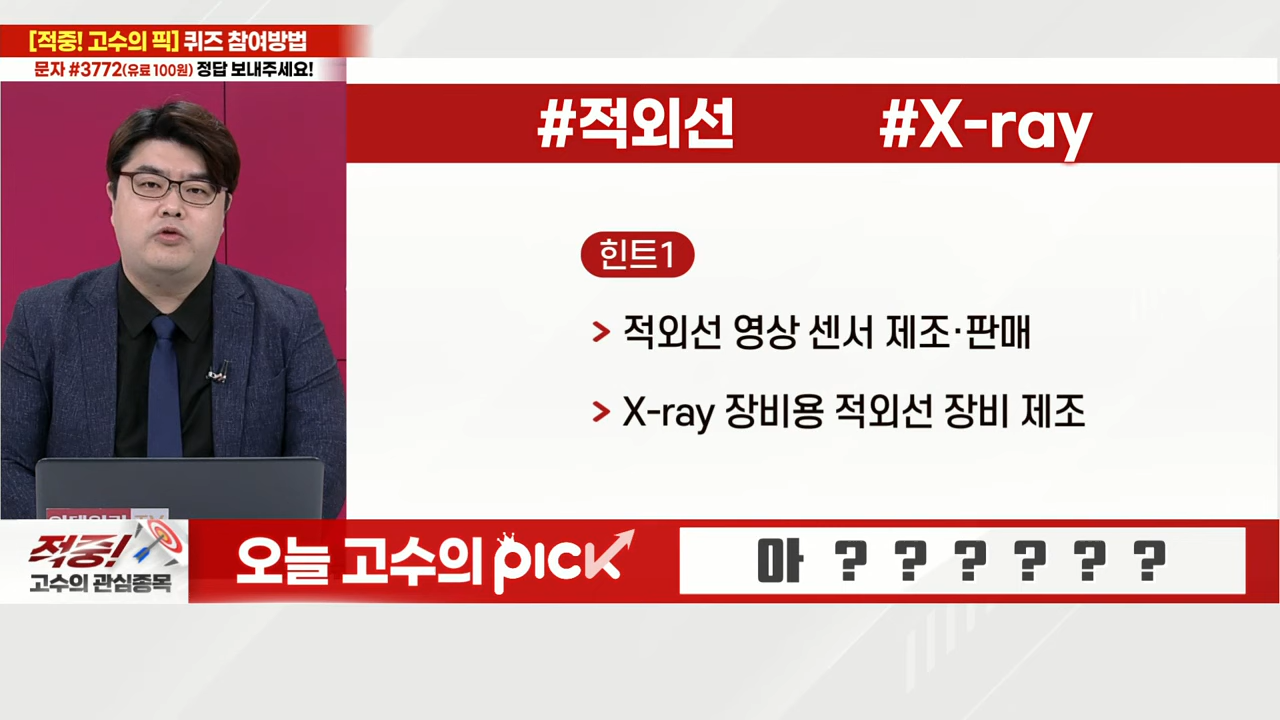 [적중! 고수의 픽] 퀴즈 참여방법
문자 #3772(유료 100원) 정답 보내주세요!
#적외선 #X-ray
힌트1
> 적외선 영상 센서 제조·판매
> X-ray 장비용 적외선 장비 제조
적중!
고수의 관심종목
오늘 고수의 pick
아 ? ? ? ? ? ?